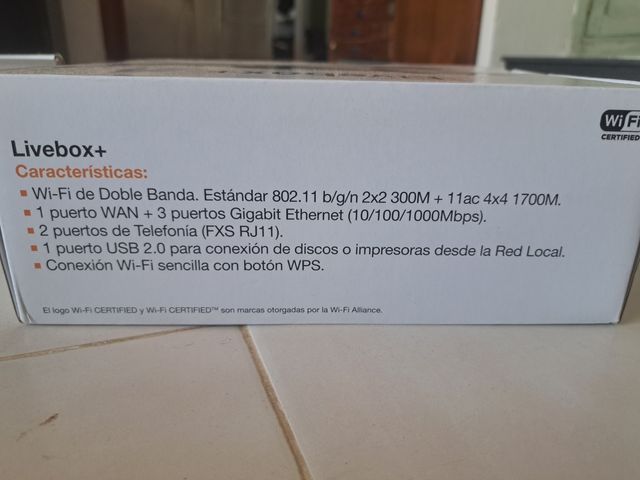 Wi Fi
CERTIFIED
Livebox+
Características:
▪ Wi-Fi de Doble Banda. Estándar 802.11 b/g/n 2x2 300M + 11ac 4x4 1700M.
▪ 1 puerto WAN + 3 puertos Gigabit Ethernet (10/100/1000Mbps).
▪ 2 puertos de Telefonía (FXS RJ11).
▪ 1 puerto USB 2.0 para conexión de discos o impresoras desde la Red Local.
▪ Conexión Wi-Fi sencilla con botón WPS.
El logo Wi-Fi CERTIFIED y Wi-Fi CERTIFIED™ son marcas otorgadas por la Wi-Fi Alliance.